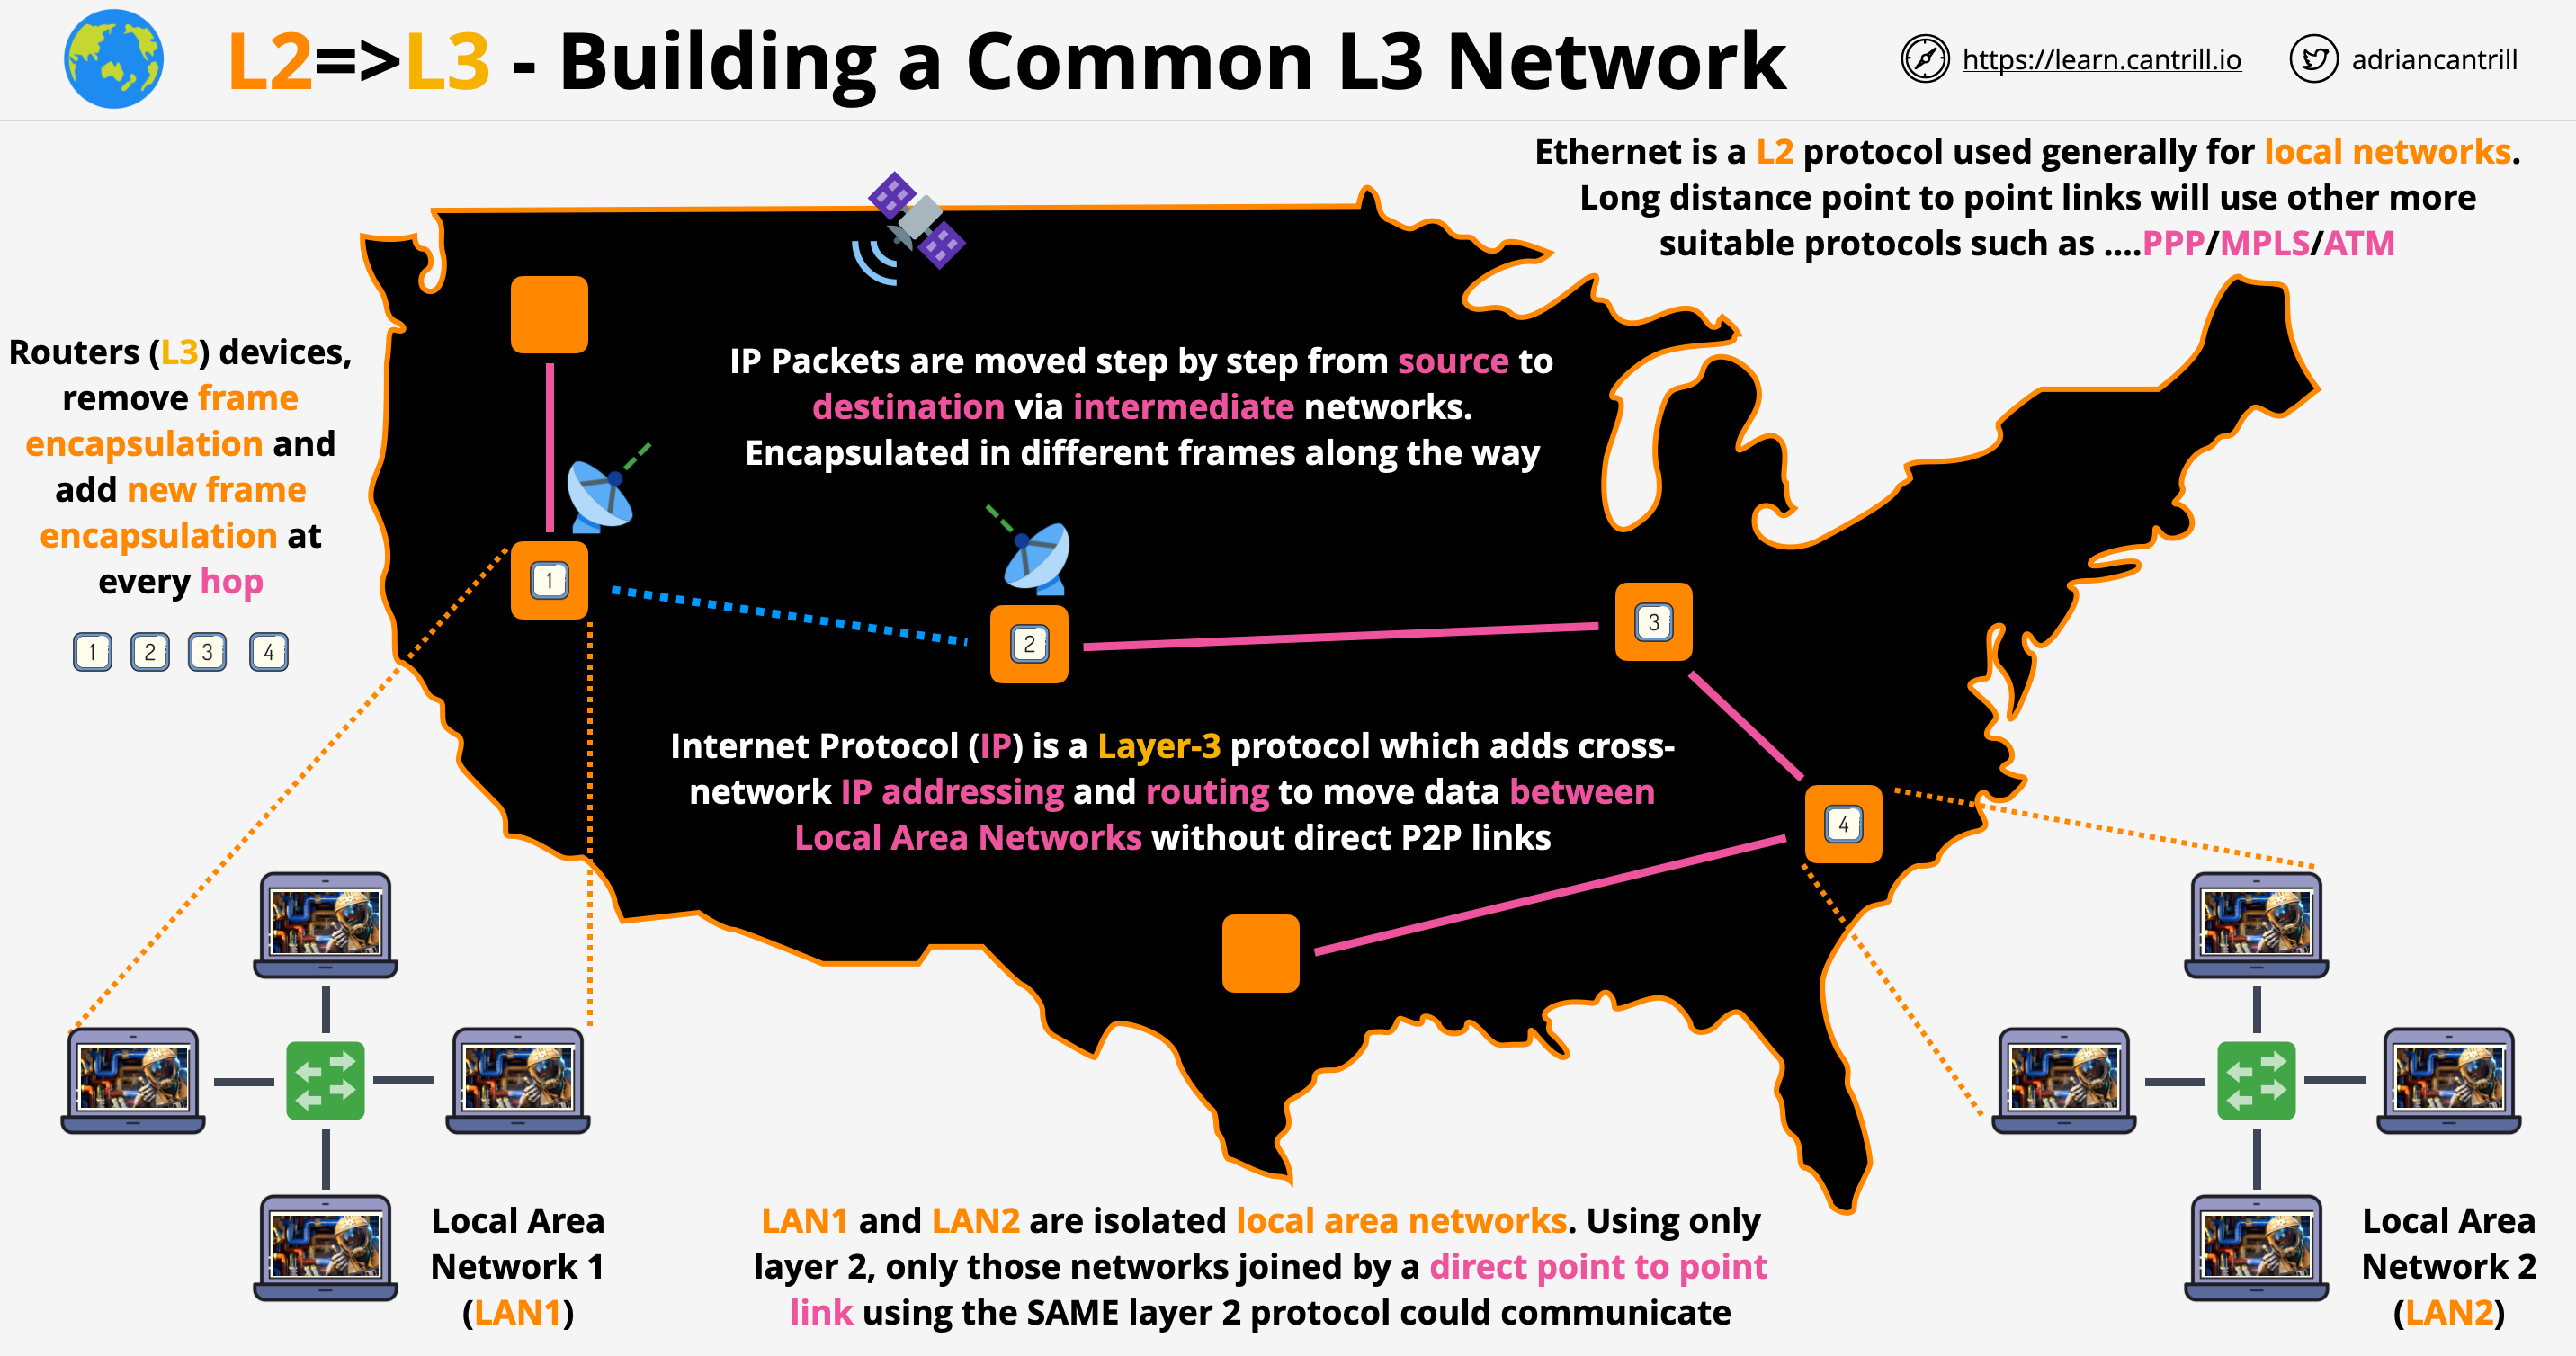 L2=>L3 - Building a Common L3 Network
https://learn.cantrill.io
adriancantrill
Ethernet is a L2 protocol used generally for local networks.
Long distance point to point links will use other more
suitable protocols such as ....PPP/MPLS/ATM
Routers (L3) devices,
remove frame
encapsulation and
add new frame
encapsulation at
every hop
1 2 3 4
IP Packets are moved step by step from source to
destination via intermediate networks.
Encapsulated in different frames along the way
1
2
3
Internet Protocol (IP) is a Layer-3 protocol which adds cross-
network IP addressing and routing to move data between
Local Area Networks without direct P2P links
4
Local Area
Network 1
(LAN1)
LAN1 and LAN2 are isolated local area networks. Using only
layer 2, only those networks joined by a direct point to point
link using the SAME layer 2 protocol could communicate
Local Area
Network 2
(LAN2)